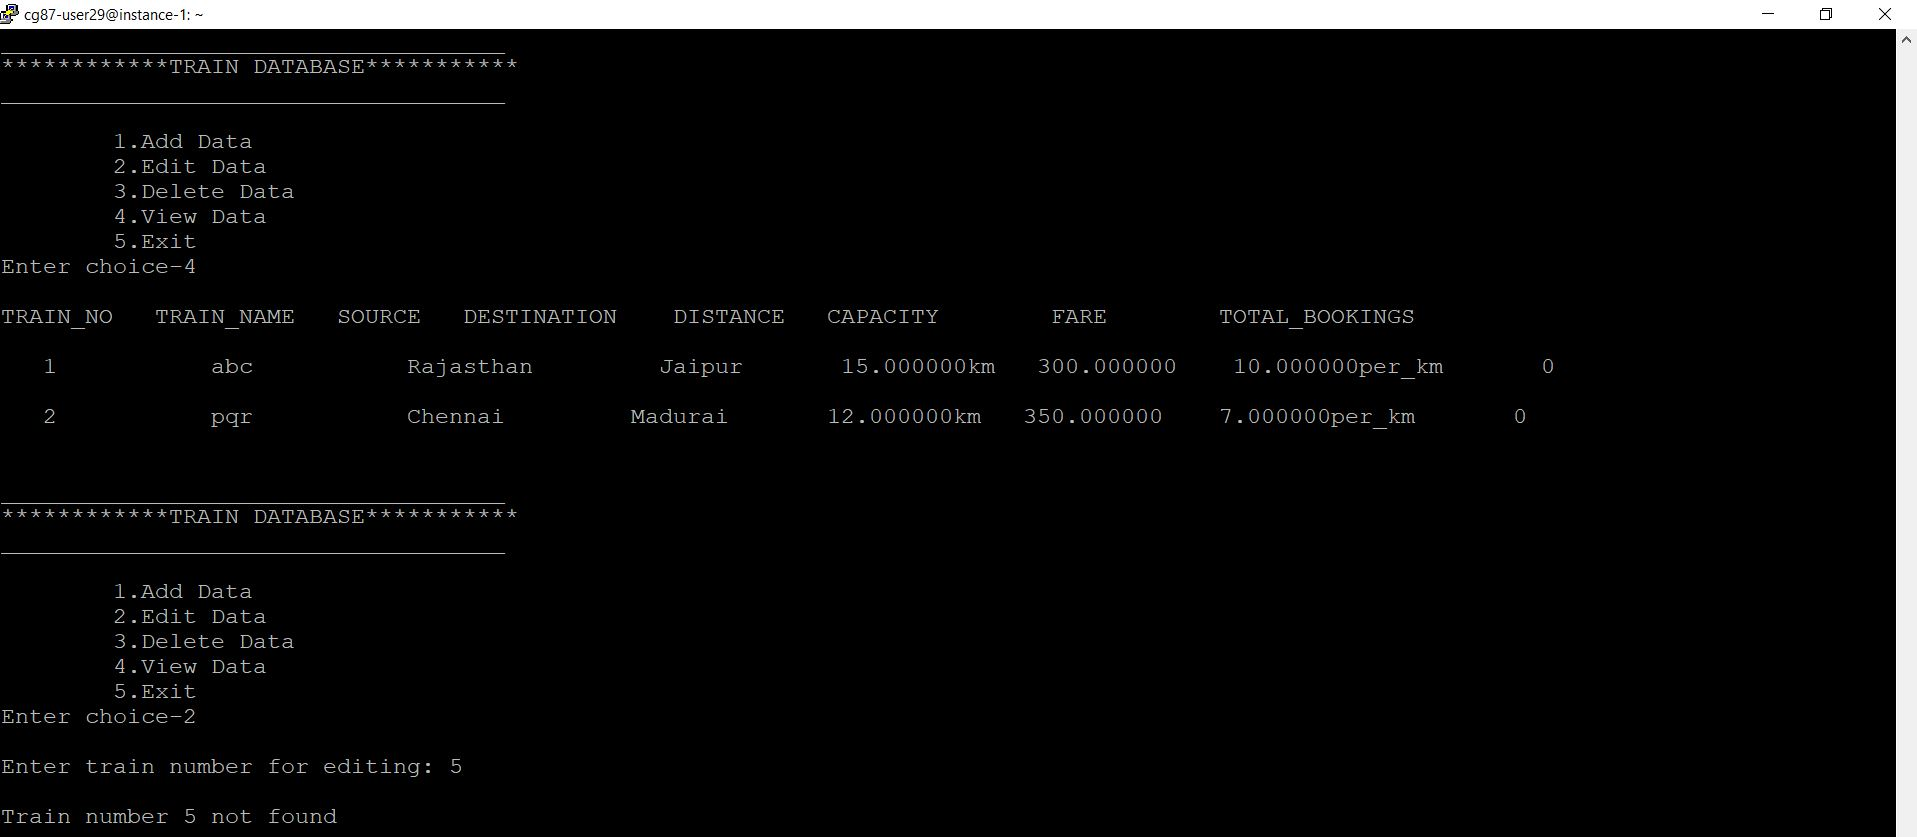 cg87-user29@instance-1: ~
____________________________________
************TRAIN DATABASE***********
____________________________________
1.Add Data
2.Edit Data
3.Delete Data
4.View Data
5.Exit
Enter choice-4
TRAIN_NO TRAIN_NAME SOURCE DESTINATION DISTANCE CAPACITY FARE TOTAL_BOOKINGS
1 abc Rajasthan Jaipur 15.000000km 300.000000 10.000000per_km 0
2 pqr Chennai Madurai 12.000000km 350.000000 7.000000per_km 0
____________________________________
************TRAIN DATABASE***********
____________________________________
1.Add Data
2.Edit Data
3.Delete Data
4.View Data
5.Exit
Enter choice-2
Enter train number for editing: 5
Train number 5 not found